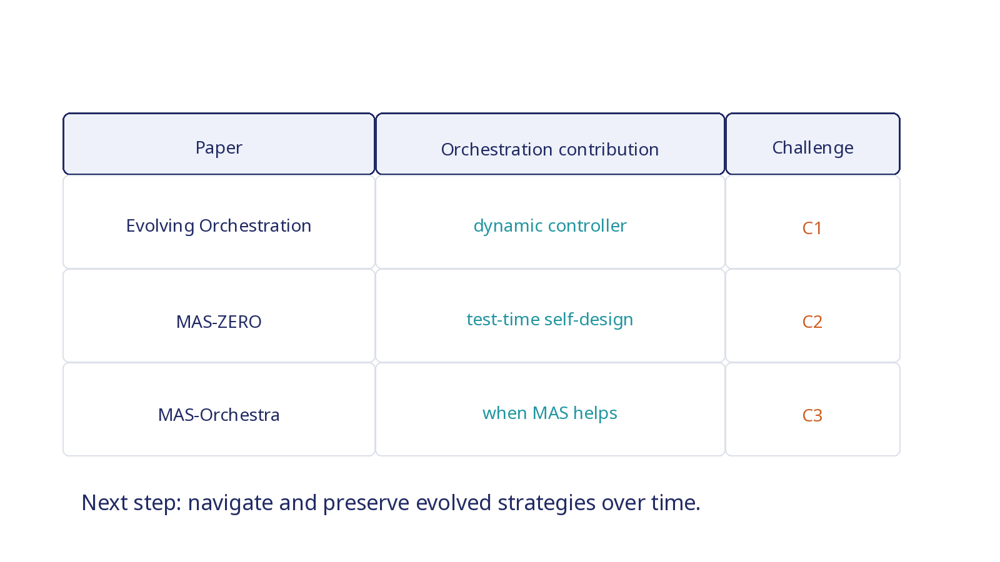 Paper Orchestration contribution Challenge
Evolving Orchestration dynamic controller C1
MAS-ZERO test-time self-design C2
MAS-Orchestra when MAS helps C3
Next step: navigate and preserve evolved strategies over time.